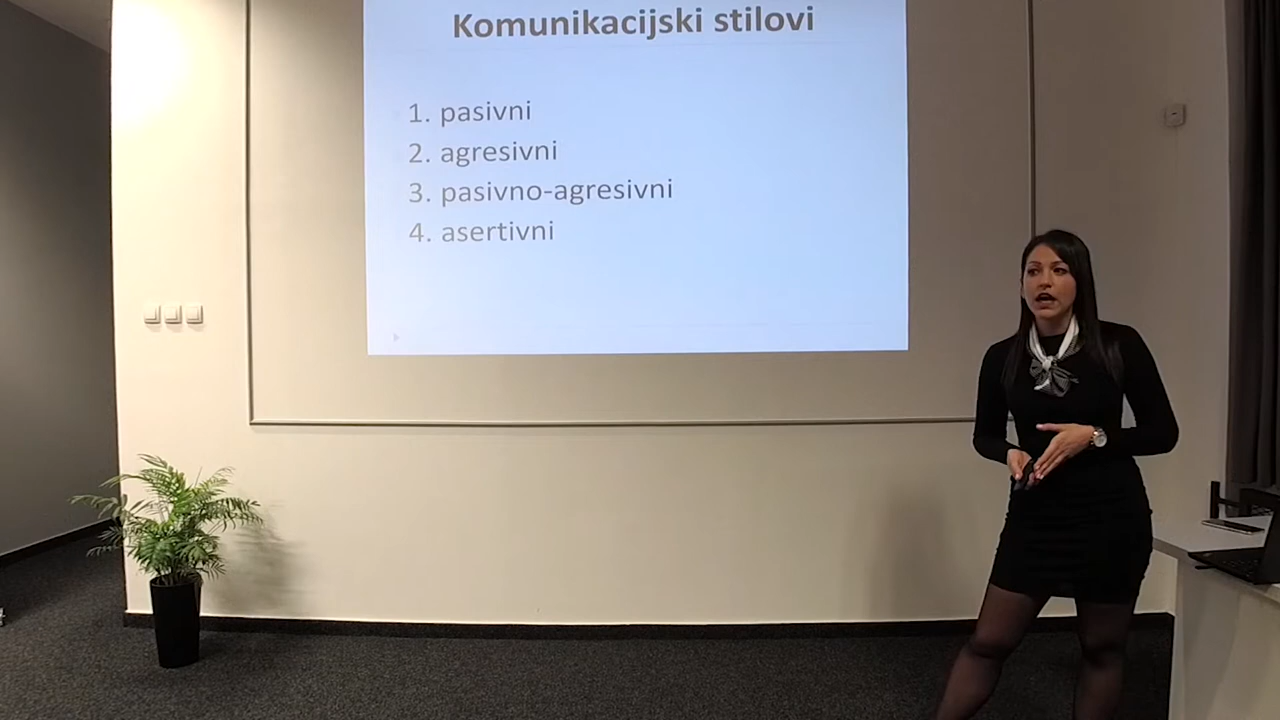 Komunikacijski stilovi
1. pasivni
2. agresivni
3. pasivno-agresivni
4. asertivni